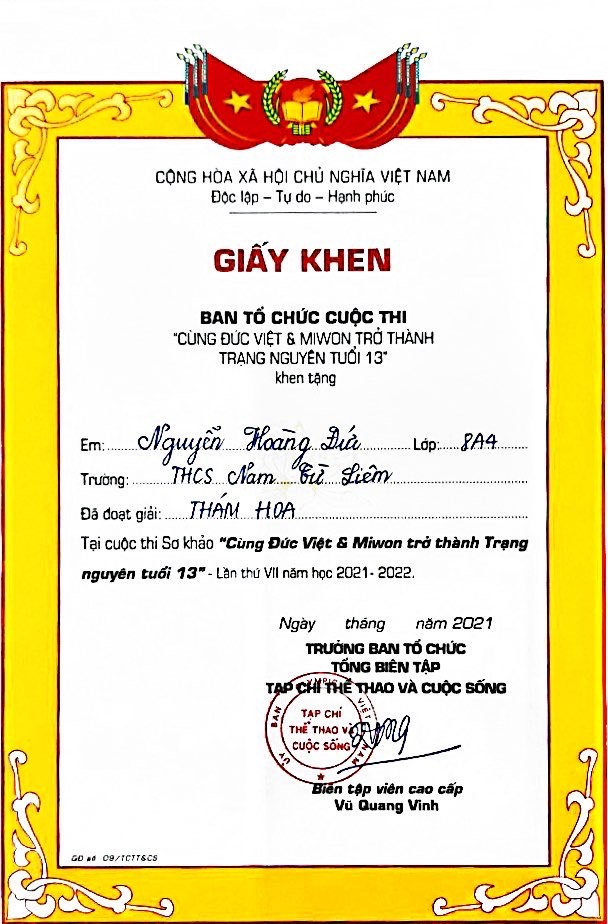 CỘNG HÒA XÃ HỘI CHỦ NGHĨA VIỆT NAM
Độc lập – Tự do – Hạnh phúc
GIẤY KHEN
BAN TỔ CHỨC CUỘC THI
"CÙNG ĐỨC VIỆT & MIWON TRỞ THÀNH
TRẠNG NGUYÊN TUỔI 13"
khen tặng
Em: Nguyễn Hoàng Đức Lớp: 8A4
Trường: THCS Nam Từ Liêm
Đã đoạt giải: THÁM HOA
Tại cuộc thi Sơ khảo "Cùng Đức Việt & Miwon trở thành Trạng
nguyên tuổi 13" - Lần thứ VII năm học 2021- 2022.
Ngày tháng năm 2021
TRƯỞNG BAN TỔ CHỨC
TỔNG BIÊN TẬP
TẠP CHÍ THỂ THAO VÀ CUỘC SỐNG
ỦY BAN OLYMPIC VIỆT NAM
TẠP CHÍ
THỂ THAO VÀ
CUỘC SỐNG
Biên tập viên cao cấp
Vũ Quang Vinh
GĐ số 09/TCTT&CS